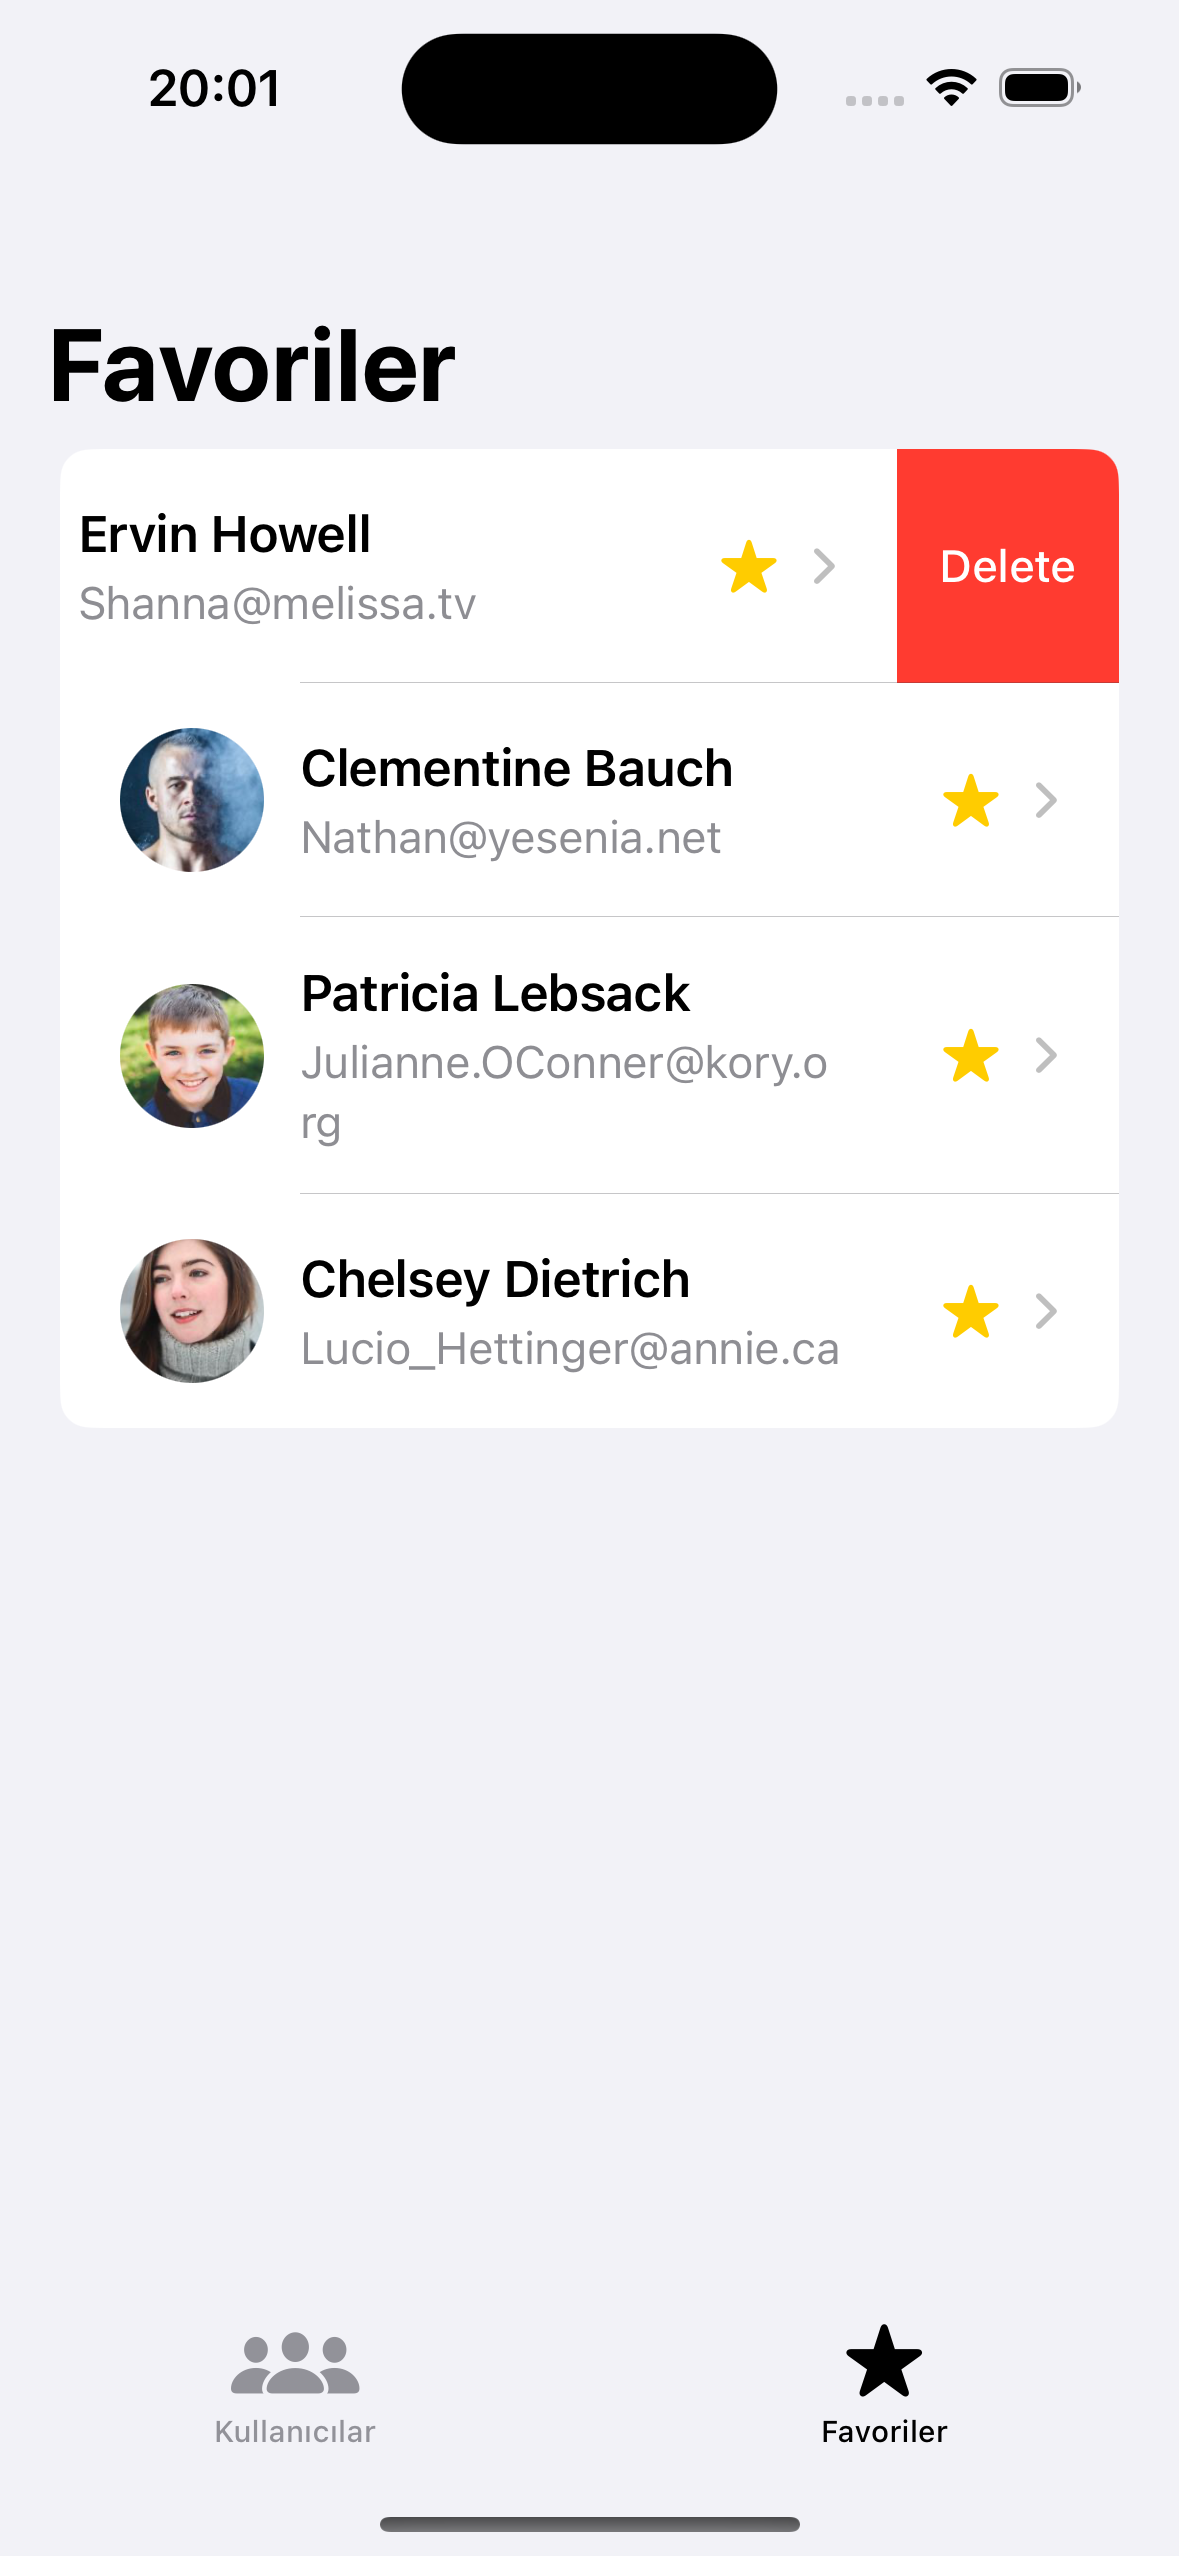 20:01
Favoriler
Ervin Howell
Shanna@melissa.tv
Delete
Clementine Bauch
Nathan@yesenia.net
Patricia Lebsack
Julianne.OConner@kory.o
rg
Chelsey Dietrich
Lucio_Hettinger@annie.ca
Kullanıcılar
Favoriler